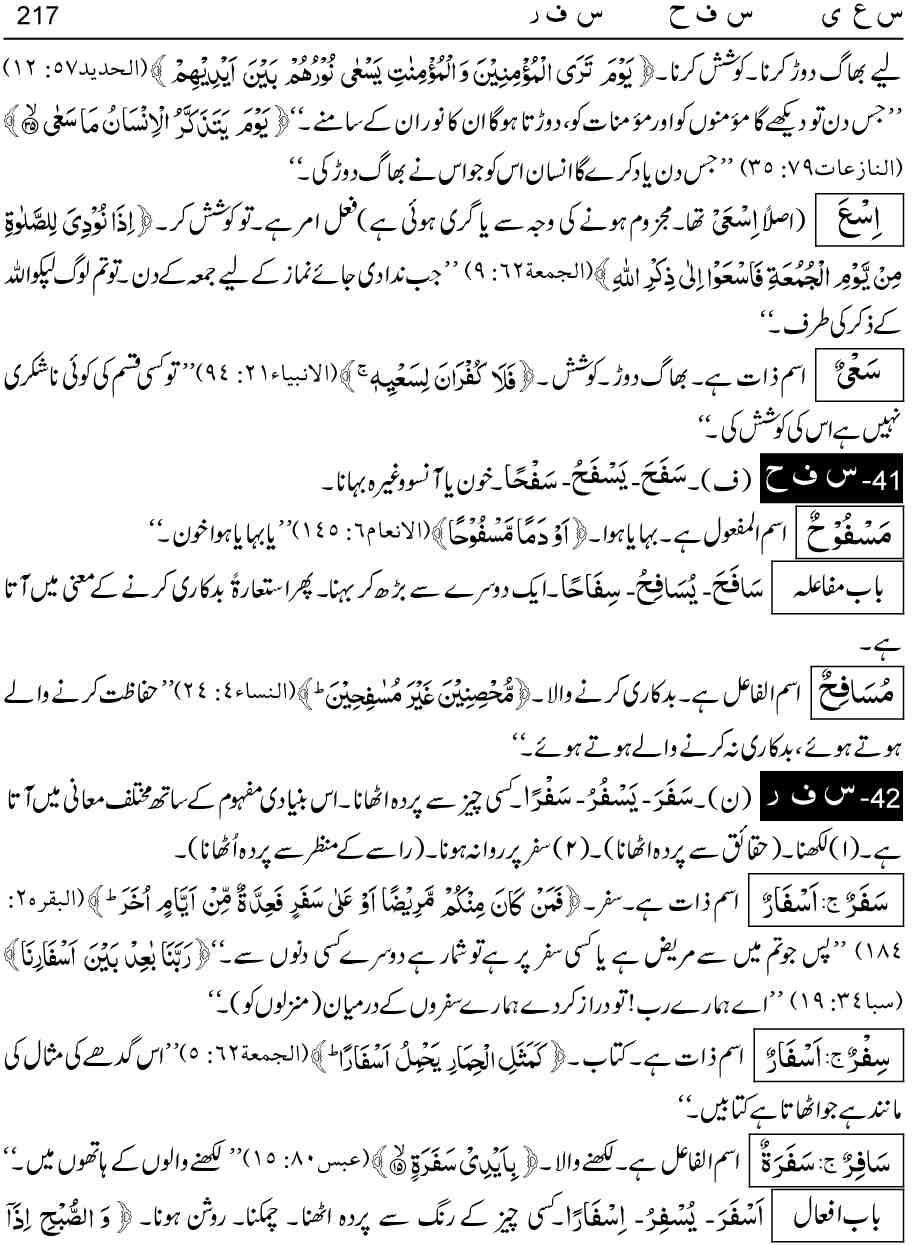 س ع ی س ف ح س ف ر 217
لیے بھاگ دوڑ کرنا۔ کوشش کرنا۔ ﴿ یَوْمَ تَرَی الْمُؤْمِنِیْنَ وَ الْمُؤْمِنٰتِ یَسْعٰی نُوْرُهُمْ بَیْنَ اَیْدِیْهِمْ ﴾ (الحدید٥٧: ١٢)
’’جس دن تو دیکھے گا مؤمنوں کو اور مؤمنات کو، دوڑتا ہوگا ان کا نور ان کے سامنے۔‘‘ ﴿ یَوْمَ یَتَذَكَّرُ الْاِنْسَانُ مَا سَعٰی ۙ۳۵ ﴾
(النازعات٧٩: ٣٥) ’’جس دن یاد کرے گا انسان اس کو جو اس نے بھاگ دوڑ کی۔‘‘
اِسْعَ (اصلاً اِسْعَیْ تھا۔ مجزوم ہونے کی وجہ سے یا گری ہوئی ہے) فعل امر ہے۔ تو کوشش کر۔ ﴿ اِذَا نُوْدِیَ لِلصَّلٰوةِ
مِنْ یَّوْمِ الْجُمُعَةِ فَاسْعَوْا اِلٰی ذِكْرِ اللّٰهِ ﴾ (الجمعة٦٢: ٩) ’’جب ندا دی جائے نماز کے لیے جمعہ کے دن۔ تو تم لوگ لپکو اللہ
کے ذکر کی طرف۔‘‘
سَعْیٌ اسم ذات ہے۔ بھاگ دوڑ۔ کوشش۔ ﴿ فَلَا كُفْرَانَ لِسَعْیِهٖ ۚ ﴾ (الانبیاء٢١: ٩٤) ’’تو کسی قسم کی کوئی ناشکری
نہیں ہے اس کی کوشش کی۔‘‘
41- س ف ح (ف)۔ سَفَحَ- یَسْفَحُ- سَفْحًا۔ خون یا آنسو وغیرہ بہانا۔
مَسْفُوْحٌ اسم المفعول ہے۔ بہایا ہوا۔ ﴿ اَوْ دَمًا مَّسْفُوْحًا ﴾ (الانعام٦: ١٤٥) ’’یا بہایا ہوا خون۔‘‘
باب مفاعلہ سَافَحَ- یُسَافِحُ- سِفَاحًا۔ ایک دوسرے سے بڑھ کر بہنا۔ پھر استعارۃً بدکاری کرنے کے معنی میں آتا
ہے۔
مُسَافِحٌ اسم الفاعل ہے۔ بدکاری کرنے والا۔ ﴿ مُّحْصِنِیْنَ غَیْرَ مُسٰفِحِیْنَ ؕ ﴾ (النساء٤: ٢٤) ’’حفاظت کرنے والے
ہوتے ہوئے، بدکاری نہ کرنے والے ہوتے ہوئے۔‘‘
42- س ف ر (ن)۔ سَفَرَ- یَسْفُرُ- سَفْرًا۔ کسی چیز سے پردہ اٹھانا۔ اس بنیادی مفہوم کے ساتھ مختلف معانی میں آتا
ہے۔ (١) لکھنا۔ (حقائق سے پردہ اٹھانا)۔ (٢) سفر پر روانہ ہونا۔ (راستے کے منظر سے پردہ اُٹھانا)۔
سَفَرٌ ج: اَسْفَارٌ اسم ذات ہے۔ سفر۔ ﴿ فَمَنْ كَانَ مِنْكُمْ مَّرِیْضًا اَوْ عَلٰی سَفَرٍ فَعِدَّةٌ مِّنْ اَیَّامٍ اُخَرَ ؕ ﴾ (البقرہ٢:
١٨٤) ’’پس جو تم میں سے مریض ہے یا کسی سفر پر ہے تو شمار ہے دوسرے کسی دنوں سے۔‘‘ ﴿ رَبَّنَا بٰعِدْ بَیْنَ اَسْفَارِنَا ﴾
(سبا٣٤: ١٩) ’’اے ہمارے رب! تو دراز کر دے ہمارے سفروں کے درمیان (منزلوں کو)۔‘‘
سِفْرٌ ج: اَسْفَارٌ اسم ذات ہے۔ کتاب۔ ﴿ كَمَثَلِ الْحِمَارِ یَحْمِلُ اَسْفَارًا ؕ ﴾ (الجمعة٦٢: ٥) ’’اس گدھے کی مثال کی
مانند ہے جو اٹھاتا ہے کتابیں۔‘‘
سَافِرٌ ج: سَفَرَةٌ اسم الفاعل ہے۔ لکھنے والا۔ ﴿ بِاَیْدِیْ سَفَرَةٍ ۙ۱۵ ﴾ (عبس٨٠: ١٥) ’’لکھنے والوں کے ہاتھوں میں۔‘‘
باب افعال اَسْفَرَ- یُسْفِرُ- اِسْفَارًا۔ کسی چیز کے رنگ سے پردہ اٹھنا۔ چمکنا۔ روشن ہونا۔ ﴿ وَ الصُّبْحِ اِذَاۤ